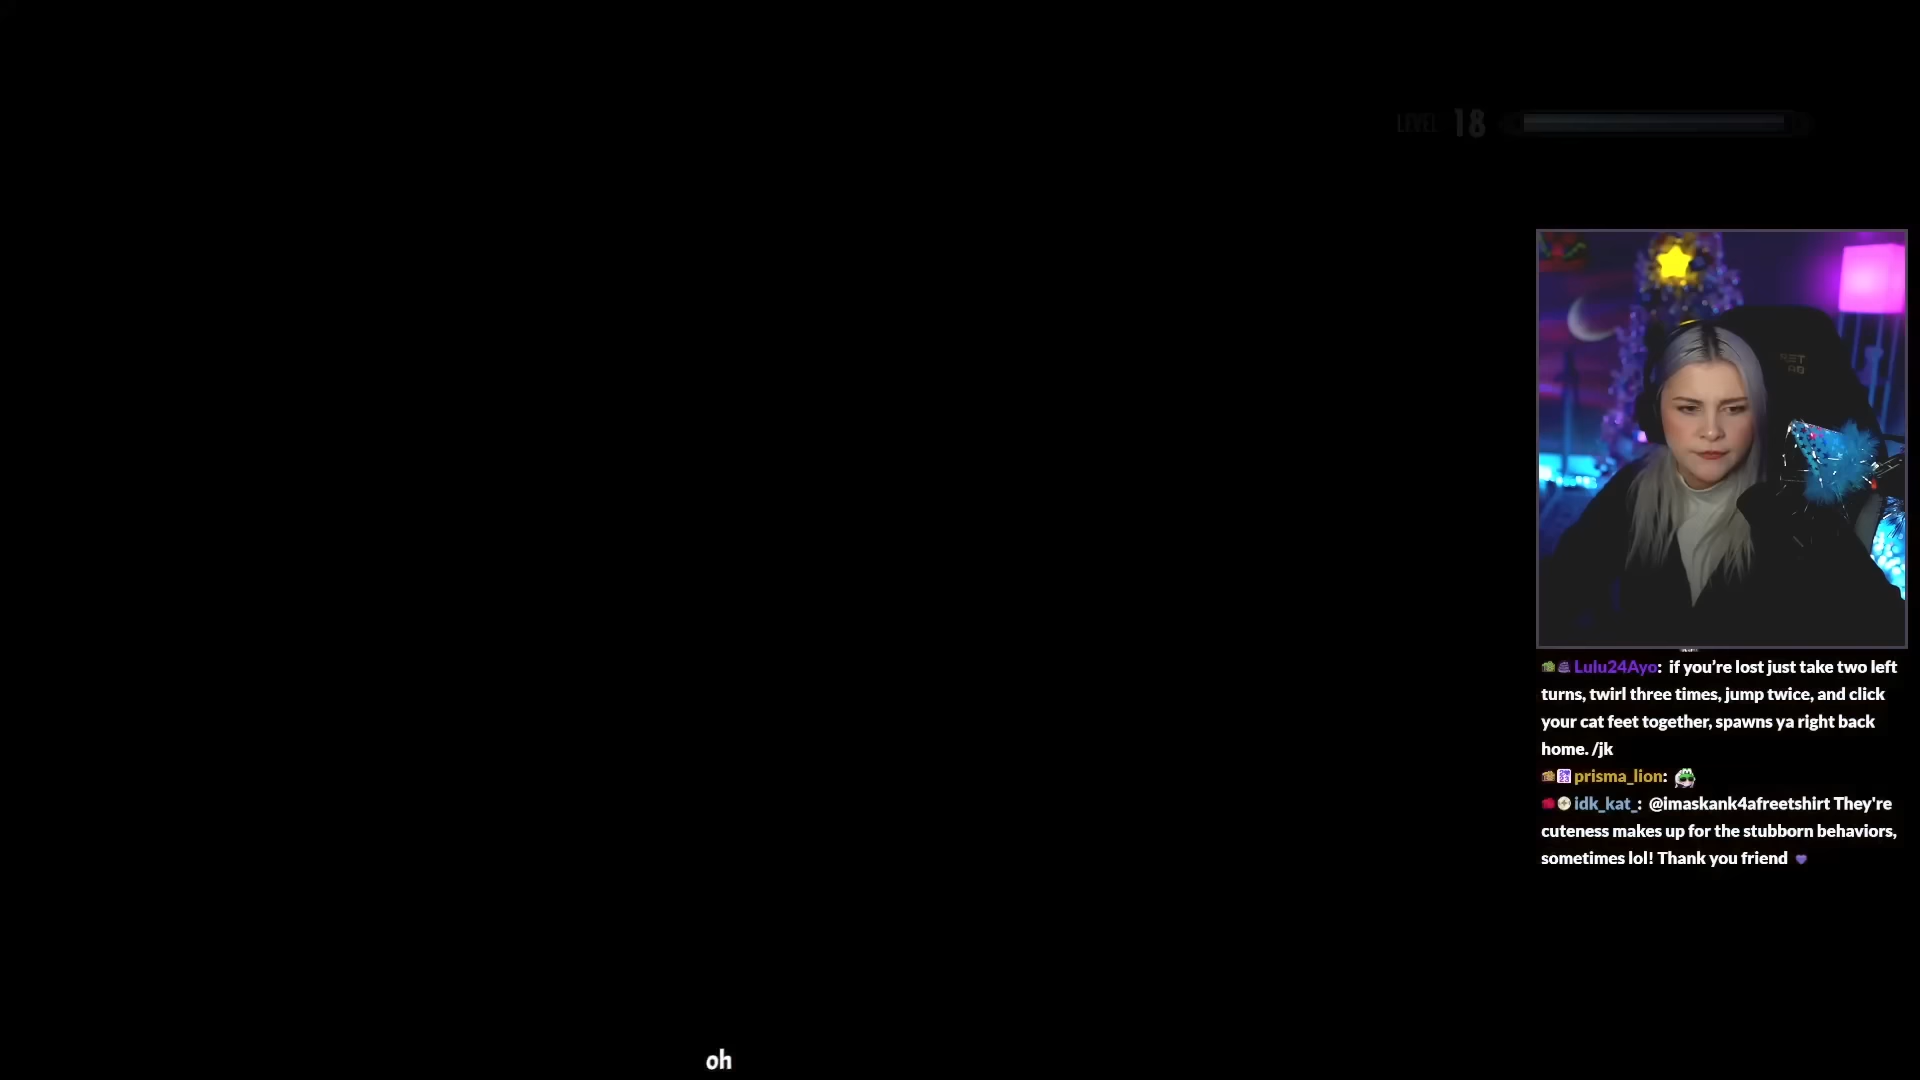 LEVEL 18
Lulu24Ayo: if you're lost just take two left
turns, twirl three times, jump twice, and click
your cat feet together, spawns ya right back
home. /jk
prisma_lion:
idk_kat_: @imaskank4afreetshirt They're
cuteness makes up for the stubborn behaviors,
sometimes lol! Thank you friend
oh